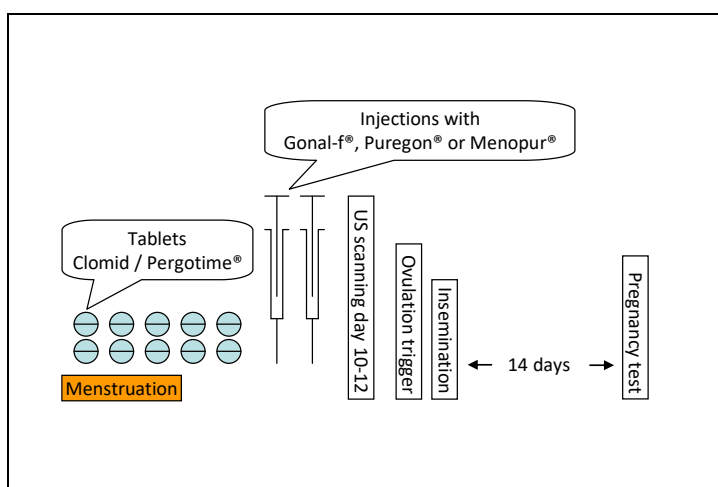 Injections with
Gonal-f®, Puregon® or Menopur®
Tablets
Clomid / Pergotime®
US scanning day 10-12
Ovulation trigger
Insemination
14 days
Pregnancy test
Menstruation